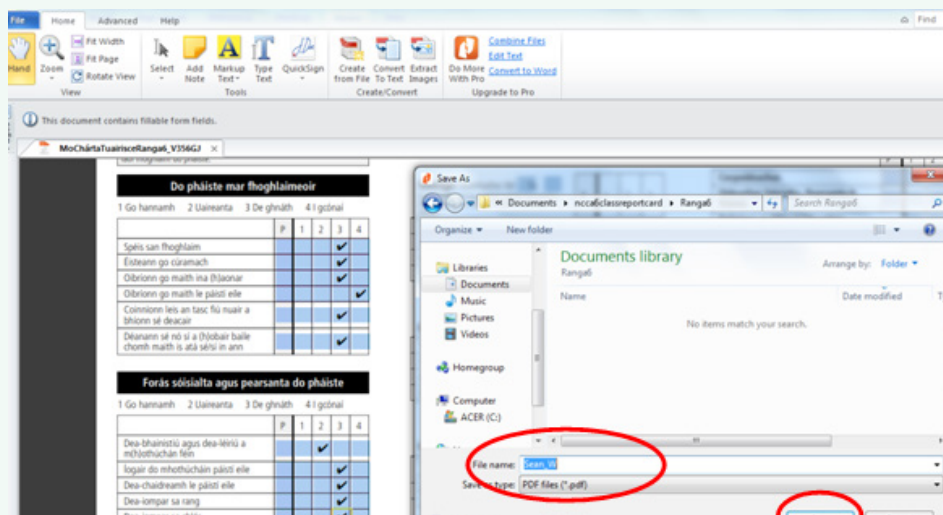 File Home Advanced Help Find
Hand Zoom Fit Width
Fit Page
Rotate View
Select Add Note Markup Text Type Text QuickSign
Create from File Convert To Text Extract Images
Do More With Pro Combine Files
Edit Text
Convert to Word
View Tools Create/Convert Upgrade to Pro
This document contains fillable form fields.
MoChártaTuairisceRanga6_V356GJ
Do pháiste mar fhoghlaimeoir
1 Go hannamh 2 Uaireanta 3 De ghnáth 4 I gcónaí
P 1 2 3 4
Spéis san fhoghlaim
Éisteann go cúramach
Oibríonn go maith ina (h)aonar
Oibríonn go maith le páistí eile
Coinníonn leis an tasc fiú nuair a
bhíonn sé deacair
Déanann sé nó sí a (h)obair baile
chomh maith is atá sé/sí in ann
Forás sóisialta agus pearsanta do pháiste
1 Go hannamh 2 Uaireanta 3 De ghnáth 4 I gcónaí
P 1 2 3 4
Dea-bhainistiú agus dea-léiriú a
m(h)othúchán féin
Iogair do mhothúcháin páistí eile
Dea-chaidreamh le páistí eile
Dea-iompar sa rang
Save As
« Documents ncca6classreportcard Ranga6 Search Ranga6
Organize New folder
Libraries
Documents
Music
Pictures
Videos
Homegroup
Computer
ACER (C:)
Documents library
Ranga6
Arrange by: Folder
Name Date modified T
No items match your search.
File name: Sean_W
Save as type: PDF files (*.pdf)